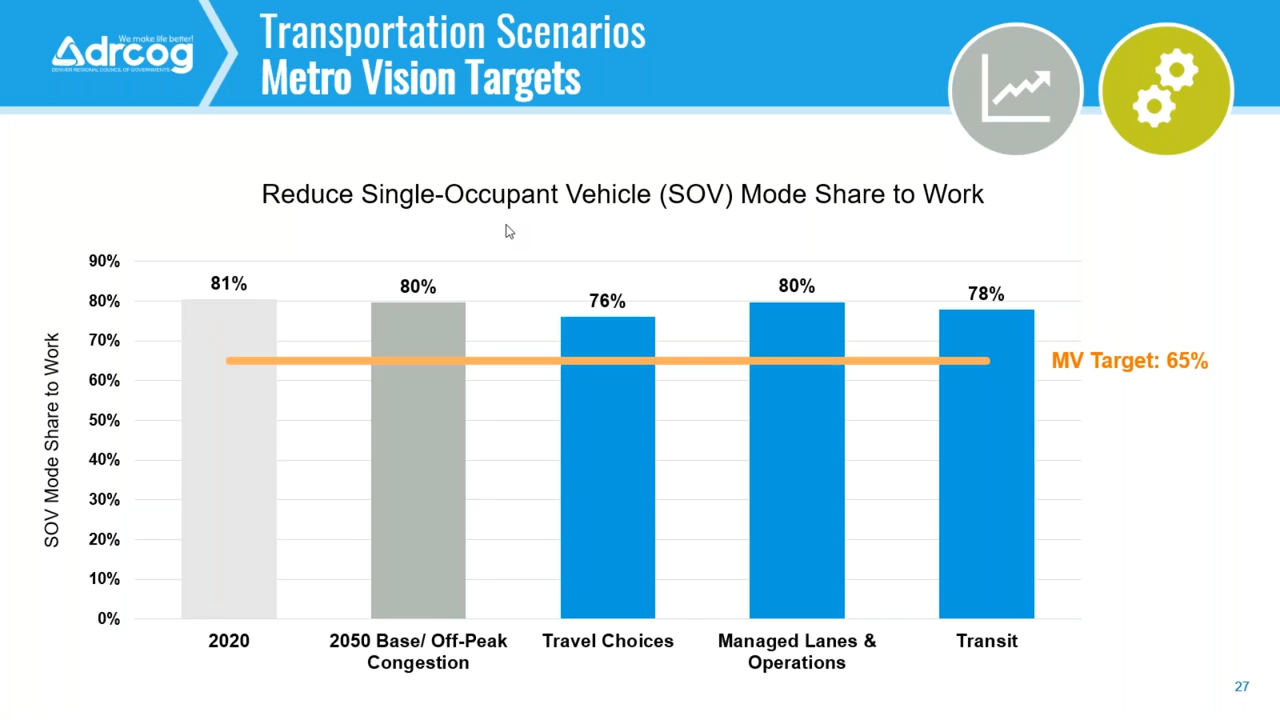 We make life better!
drcog
DENVER REGIONAL COUNCIL OF GOVERNMENTS
Transportation Scenarios
Metro Vision Targets
Reduce Single-Occupant Vehicle (SOV) Mode Share to Work
SOV Mode Share to Work
90%
80%
70%
60%
50%
40%
30%
20%
10%
0%
81%
80%
76%
80%
78%
MV Target: 65%
2020
2050 Base/ Off-Peak
Congestion
Travel Choices
Managed Lanes &
Operations
Transit
27